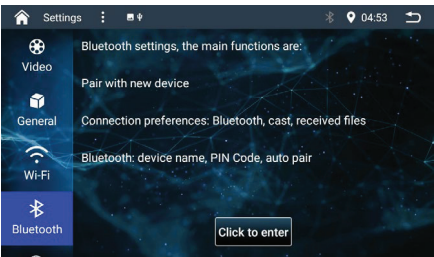 Settings
04:53
Video
General
Wi-Fi
Bluetooth
Bluetooth settings, the main functions are:
Pair with new device
Connection preferences: Bluetooth, cast, received files
Bluetooth: device name, PIN Code, auto pair
Click to enter